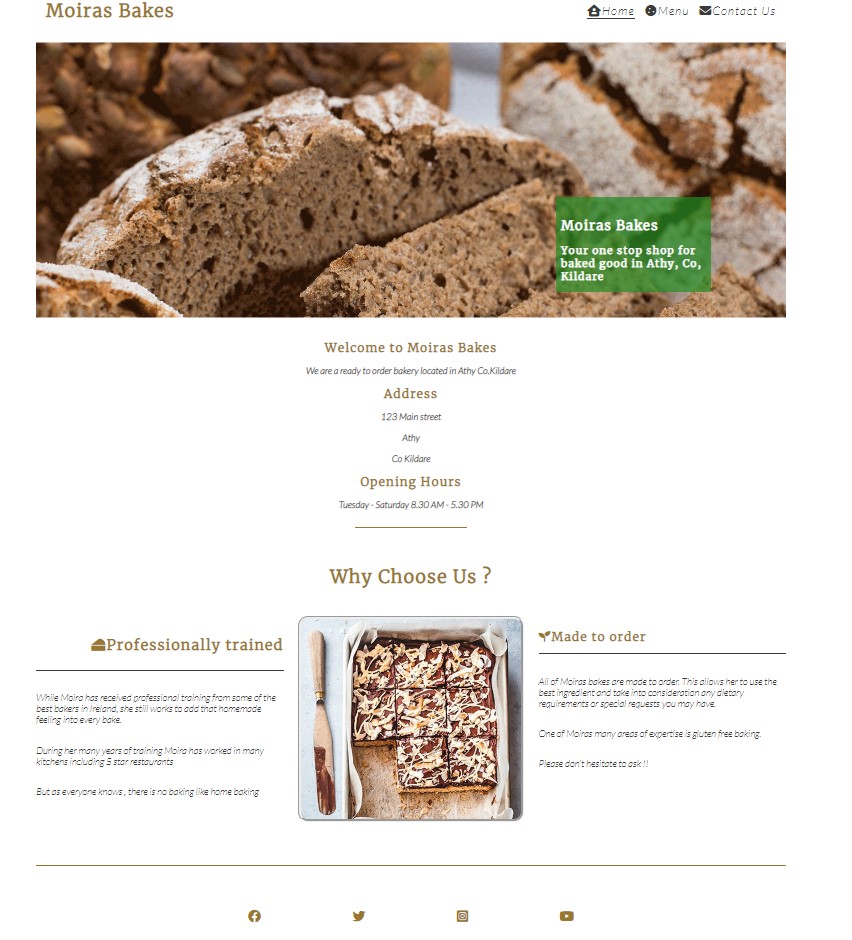 Moiras Bakes
Home Menu Contact Us
Moiras Bakes
Your one stop shop for
baked good in Athy, Co,
Kildare
Welcome to Moiras Bakes
We are a ready to order bakery located in Athy Co.Kildare
Address
123 Main street
Athy
Co Kildare
Opening Hours
Tuesday - Saturday 8.30 AM - 5.30 PM
Why Choose Us ?
Professionally trained
While Moira has received professional training from some of the
best bakers in Ireland, she still works to add that homemade
feeling into every bake.
During her many years of training Moira has worked in many
kitchens including 5 star restaurants
But as everyone knows , there is no baking like home baking
Made to order
All of Moiras bakes are made to order. This allows her to use the
best ingredient and take into consideration any dietary
requirements or special requests you may have.
One of Moiras many areas of expertise is gluten free baking.
Please don't hesitate to ask !!